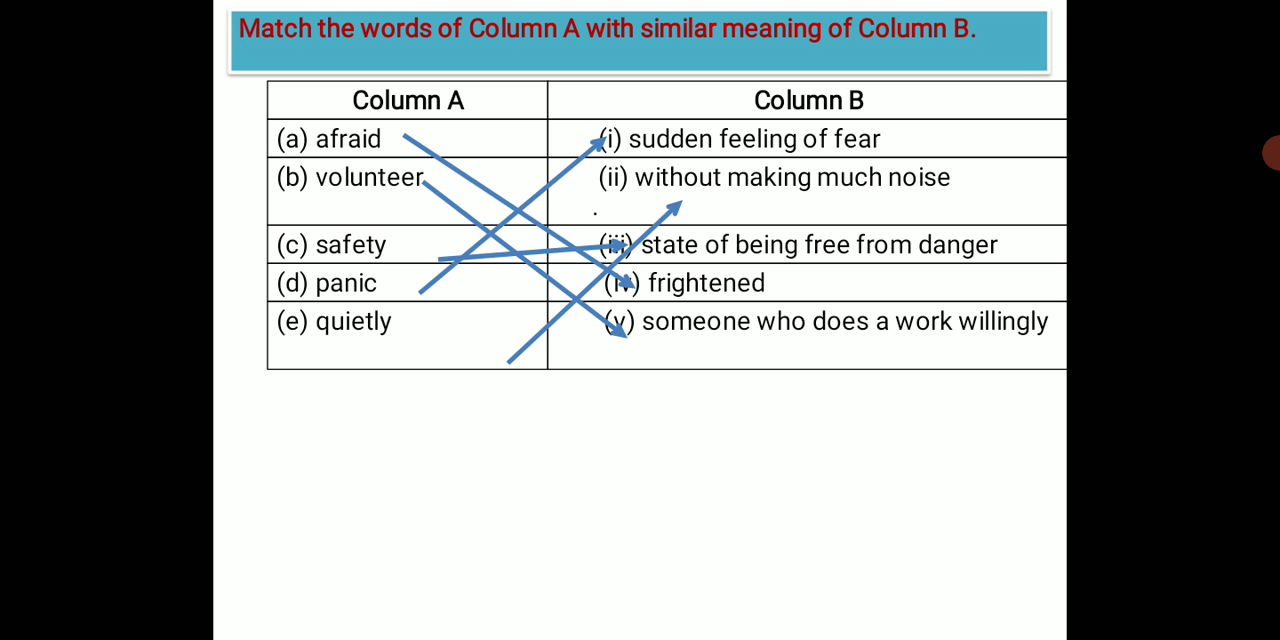 Match the words of Column A with similar meaning of Column B.
Column A Column B
(a) afraid (i) sudden feeling of fear
(b) volunteer (ii) without making much noise
.
(c) safety (iii) state of being free from danger
(d) panic (iv) frightened
(e) quietly (v) someone who does a work willingly